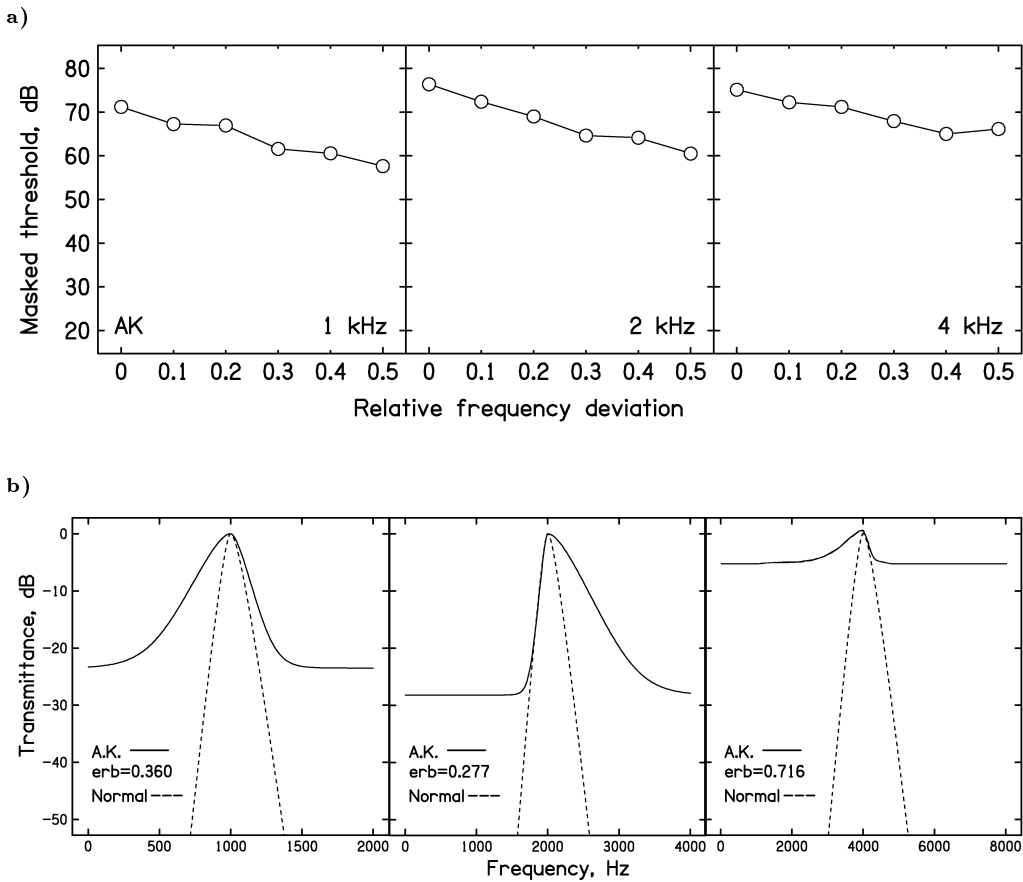 a)
Masked threshold, dB
80
70
60
50
40
30
20
AK
1 kHz
2 kHz
4 kHz
0 0.1 0.2 0.3 0.4 0.5
0 0.1 0.2 0.3 0.4 0.5
0 0.1 0.2 0.3 0.4 0.5
Relative frequency deviation
b)
Transmittance, dB
0
-10
-20
-30
-40
-50
A.K.
erb=0.360
Normal
A.K.
erb=0.277
Normal
A.K.
erb=0.716
Normal
0 500 1000 1500 2000
0 1000 2000 3000 4000
0 2000 4000 6000 8000
Frequency, Hz